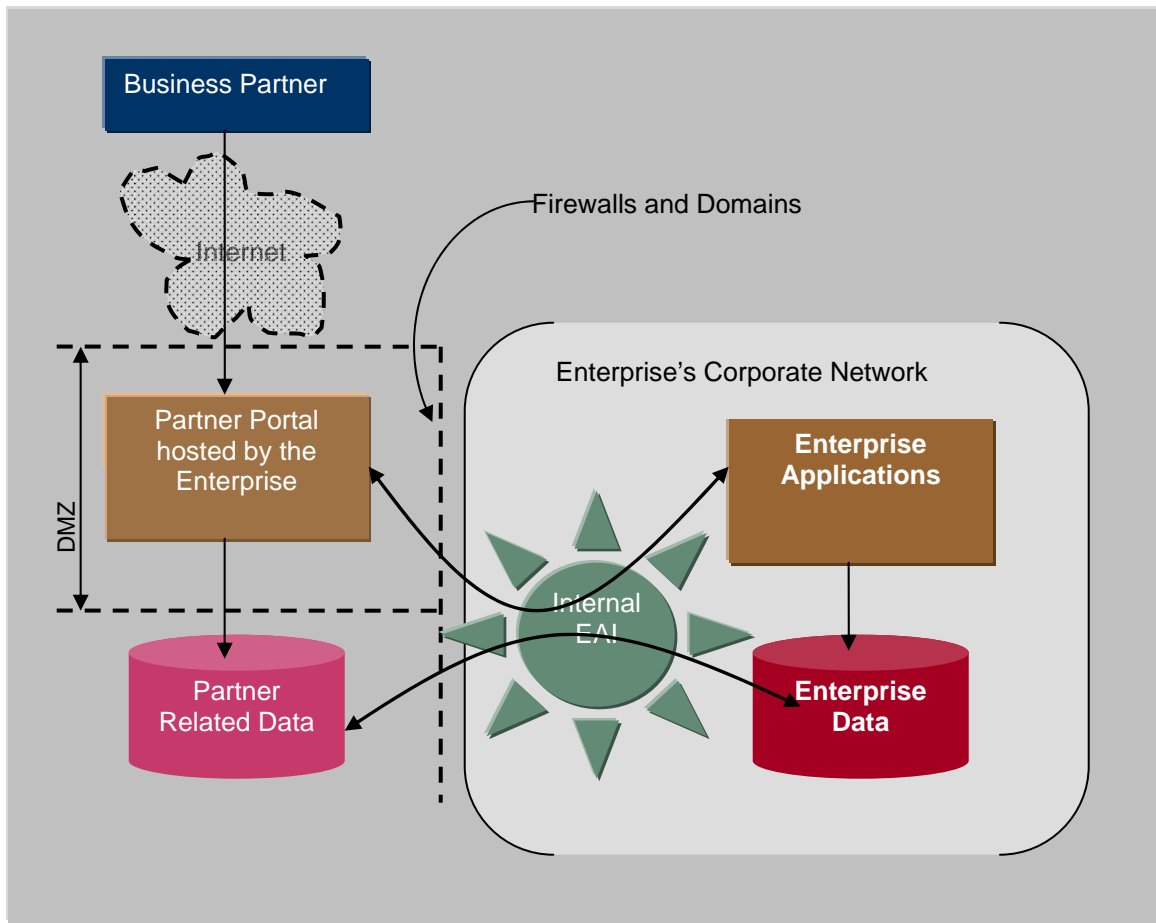 Business Partner
Internet
Firewalls and Domains
Enterprise’s Corporate Network
Partner Portal
hosted by the
Enterprise
Enterprise
Applications
DMZ
Internal
EAI
Partner
Related Data
Enterprise
Data